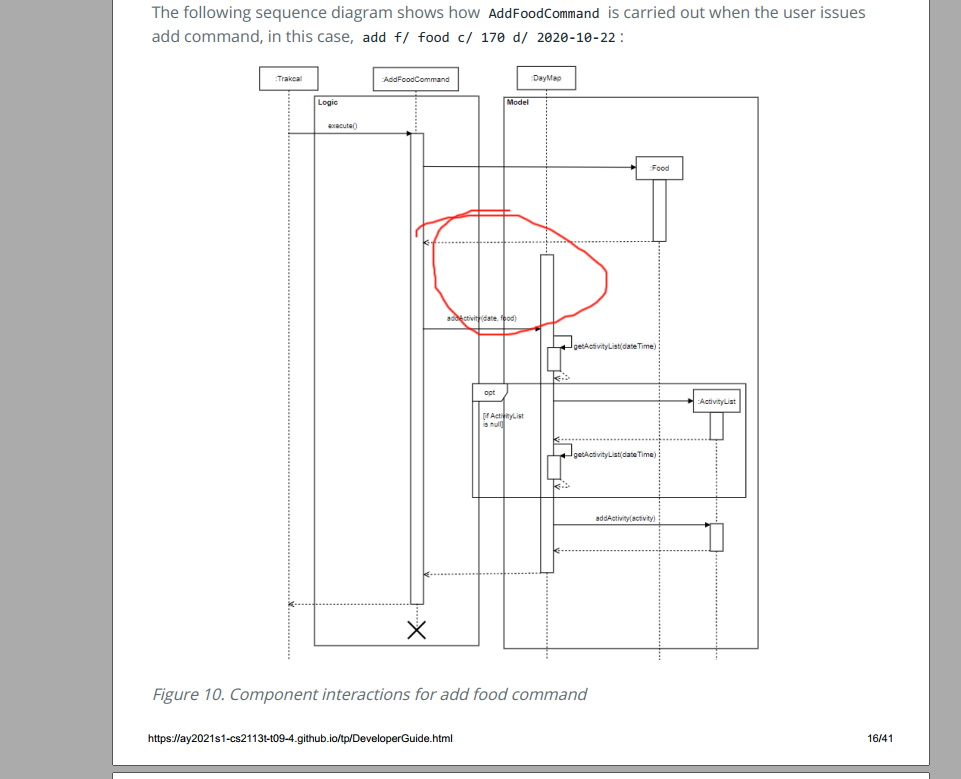 The following sequence diagram shows how AddFoodCommand is carried out when the user issues
add command, in this case, add f/ food c/ 170 d/ 2020-10-22 :
:Trakcal
:AddFoodCommand
:DayMap
Logic
Model
execute()
:Food
addActivity(date, food)
getActivityList(dateTime)
opt
[if ActivityList
is null]
:ActivityList
getActivityList(dateTime)
addActivity(activity)
Figure 10. Component interactions for add food command
https://ay2021s1-cs2113t-t09-4.github.io/tp/DeveloperGuide.html
16/41